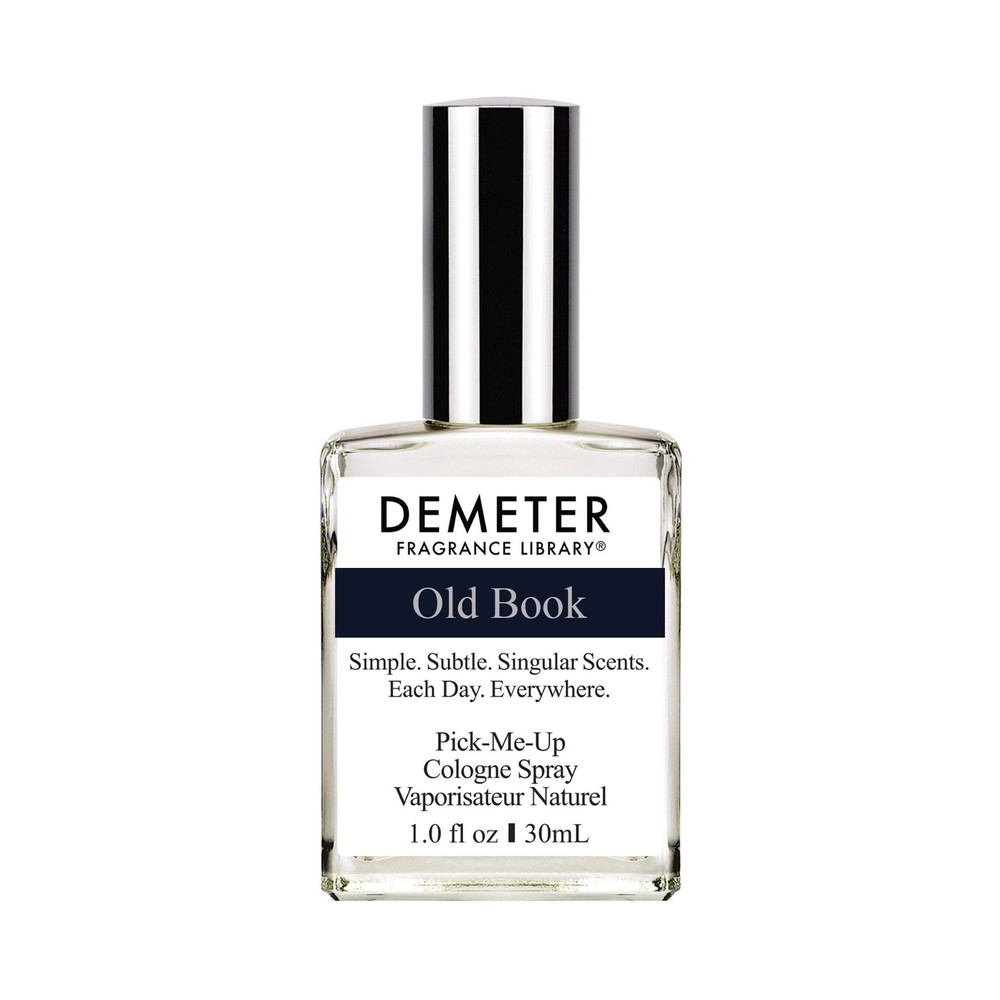 DEMETER
FRAGRANCE LIBRARY®
Old Book
Simple. Subtle. Singular Scents.
Each Day. Everywhere.
Pick-Me-Up
Cologne Spray
Vaporisateur Naturel
1.0 fl oz ▌ 30mL